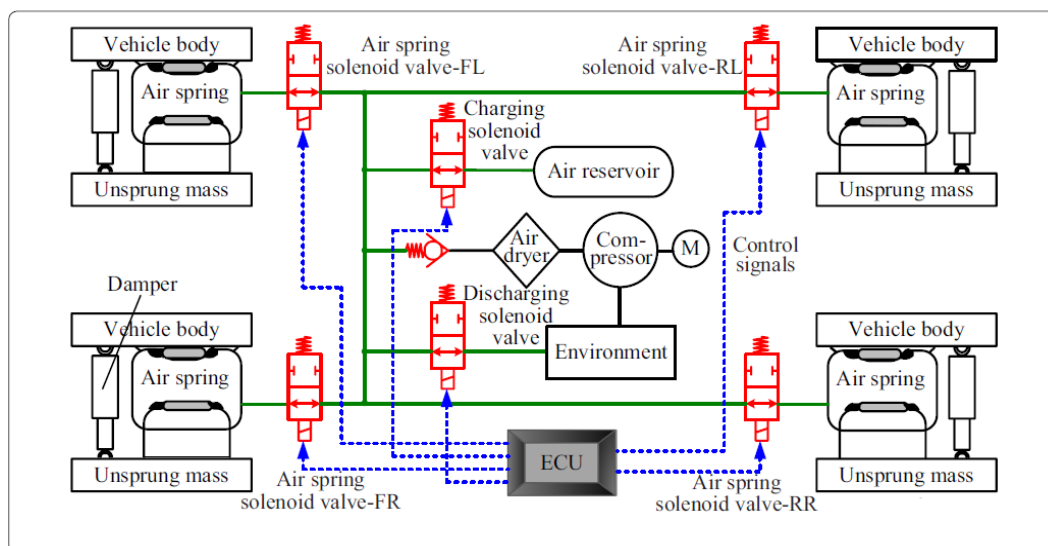 Vehicle body
Air spring
Unsprung mass
Air spring
solenoid valve-FL
Air spring
solenoid valve-RL
Vehicle body
Air spring
Unsprung mass
Charging
solenoid
valve
Air reservoir
Air
dryer
Com-
pressor
M
Control
signals
Damper
Discharging
solenoid
valve
Environment
Vehicle body
Air spring
Unsprung mass
Vehicle body
Air spring
Unsprung mass
Air spring
solenoid valve-FR
ECU
Air spring
solenoid valve-RR